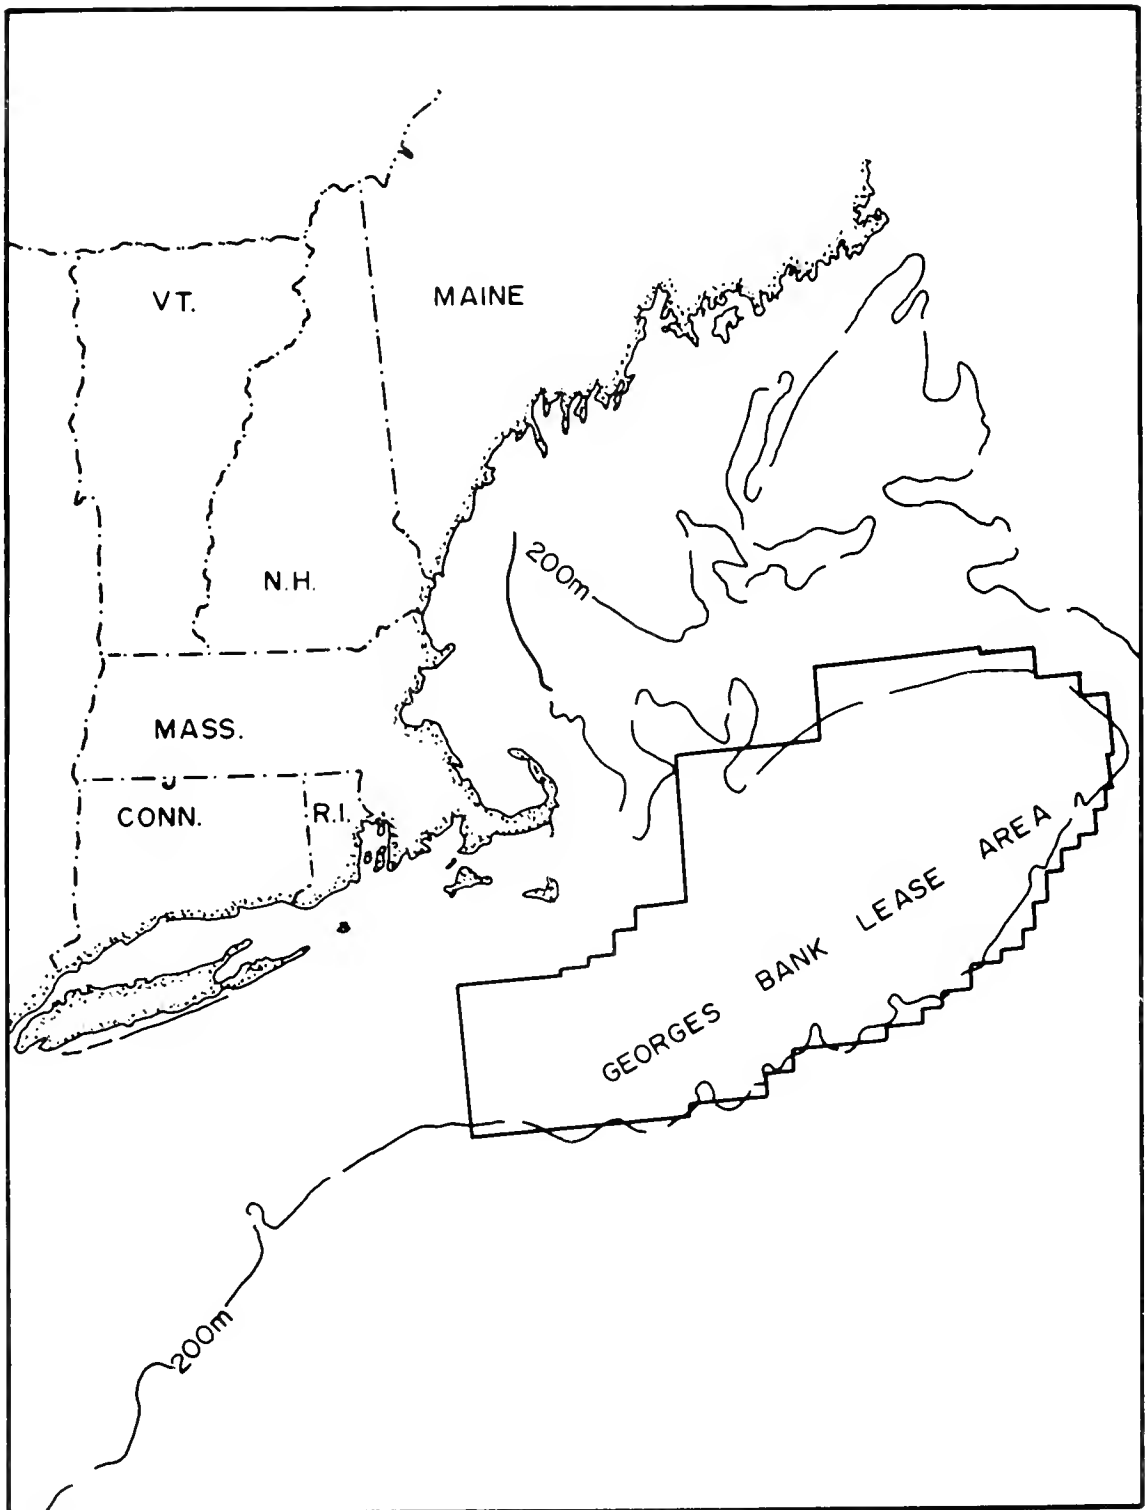 VT.
MAINE
N.H.
200m
MASS.
CONN.
R.I.
GEORGES BANK LEASE AREA
200m